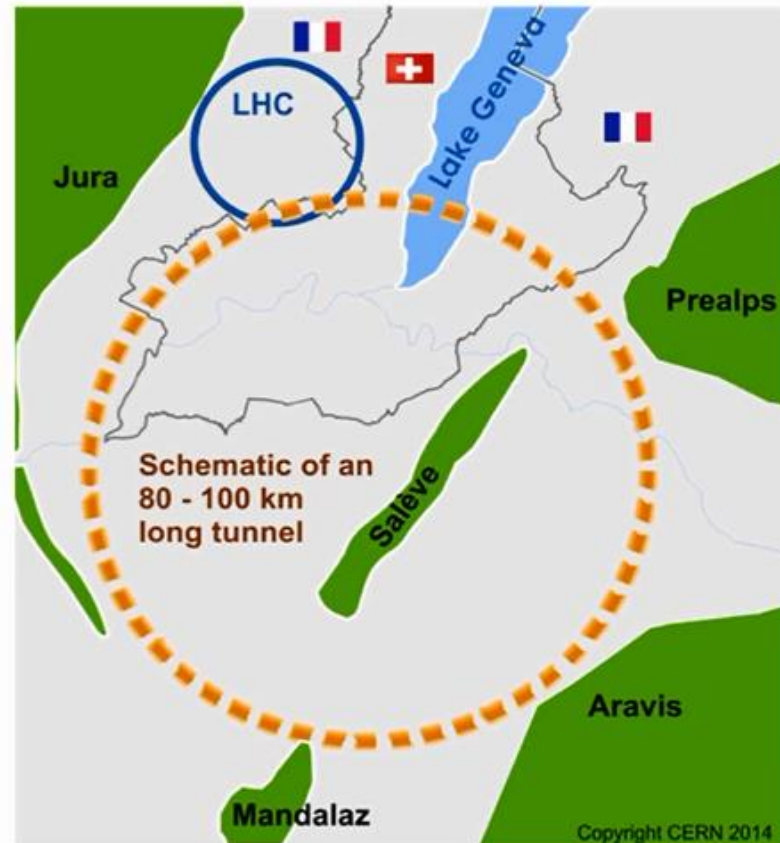 LHC
Lake Geneva
Jura
Prealps
Schematic of an
80 - 100 km
long tunnel
Salève
Aravis
Mandalaz
Copyright CERN 2014